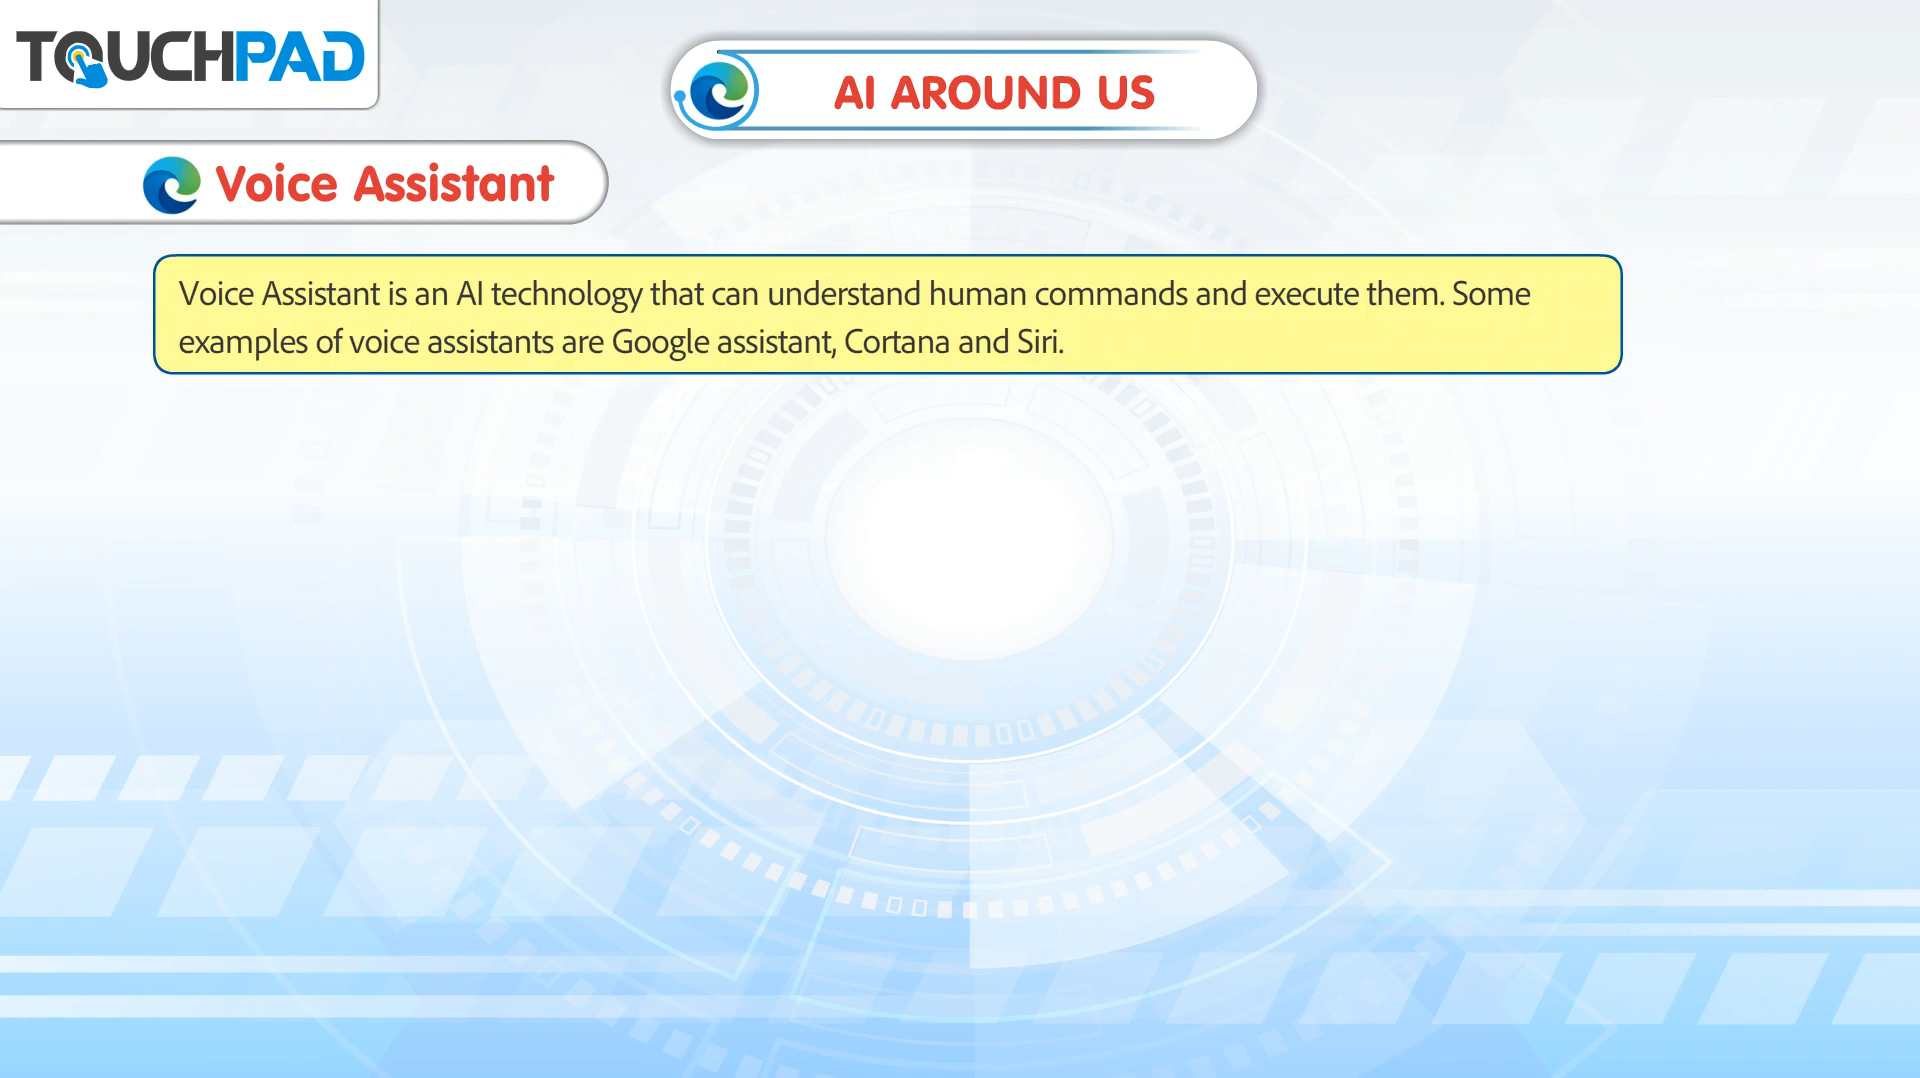 TOUCHPAD
AI AROUND US
Voice Assistant
Voice Assistant is an AI technology that can understand human commands and execute them. Some
examples of voice assistants are Google assistant, Cortana and Siri.